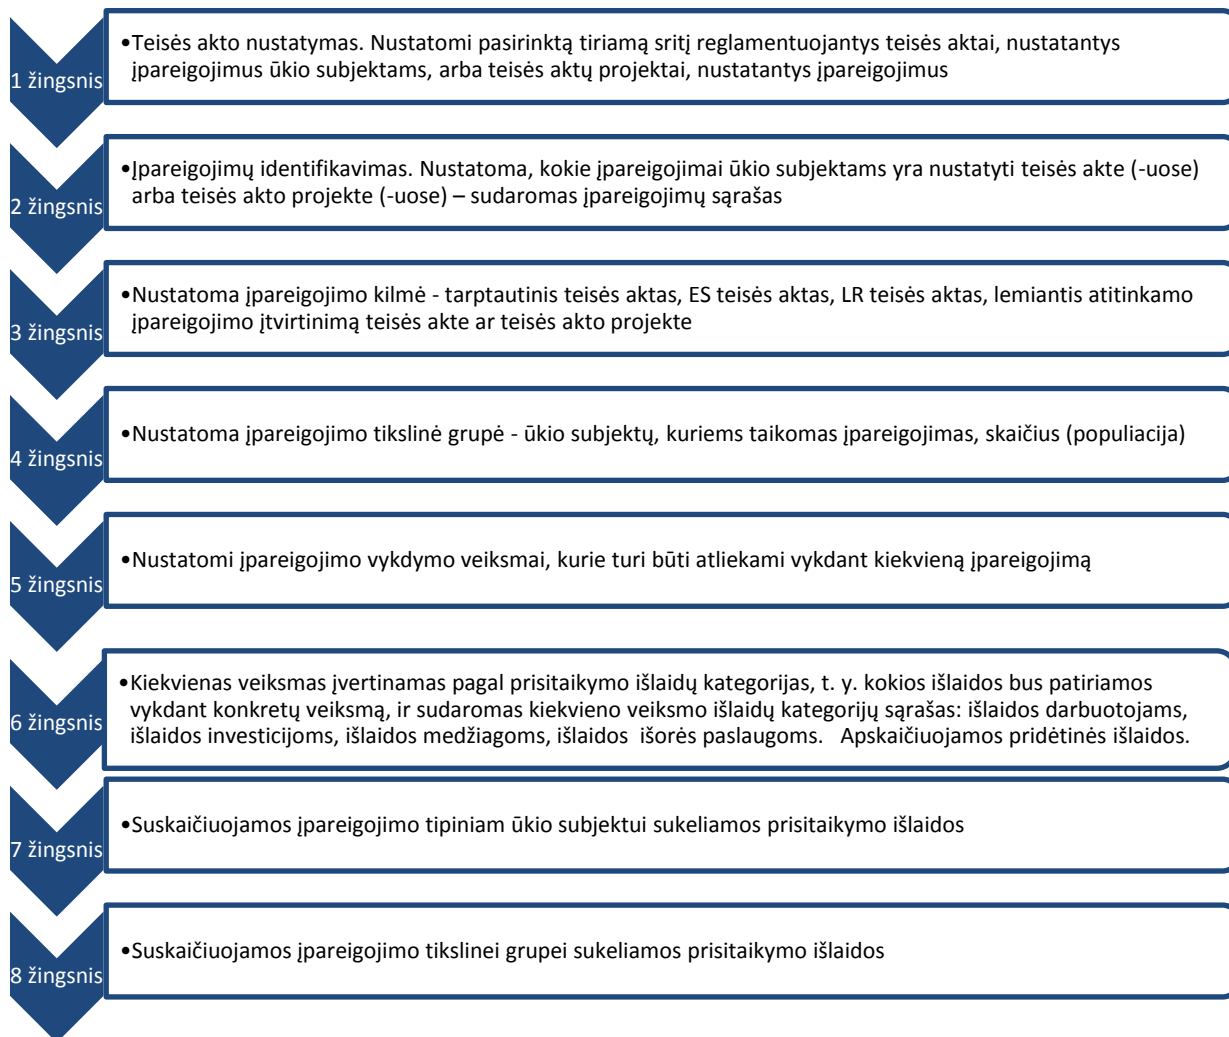 1 žingsnis
•Teisės akto nustatymas. Nustatomi pasirinktą tiriamą sritį reglamentuojantys teisės aktai, nustatantys
įpareigojimus ūkio subjektams, arba teisės aktų projektai, nustatantys įpareigojimus
2 žingsnis
•Įpareigojimų identifikavimas. Nustatoma, kokie įpareigojimai ūkio subjektams yra nustatyti teisės akte (-uose)
arba teisės akto projekte (-uose) – sudaromas įpareigojimų sąrašas
3 žingsnis
•Nustatoma įpareigojimo kilmė - tarptautinis teisės aktas, ES teisės aktas, LR teisės aktas, lemiantis atitinkamo
įpareigojimo įtvirtinimą teisės akte ar teisės akto projekte
4 žingsnis
•Nustatoma įpareigojimo tikslinė grupė - ūkio subjektų, kuriems taikomas įpareigojimas, skaičius (populiacija)
5 žingsnis
•Nustatomi įpareigojimo vykdymo veiksmai, kurie turi būti atliekami vykdant kiekvieną įpareigojimą
6 žingsnis
•Kiekvienas veiksmas įvertinamas pagal prisitaikymo išlaidų kategorijas, t. y. kokios išlaidos bus patiriamos
vykdant konkretų veiksmą, ir sudaromas kiekvieno veiksmo išlaidų kategorijų sąrašas: išlaidos darbuotojams,
išlaidos investicijoms, išlaidos medžiagoms, išlaidos išorės paslaugoms. Apskaičiuojamos pridėtinės išlaidos.
7 žingsnis
•Suskaičiuojamos įpareigojimo tipiniam ūkio subjektui sukeliamos prisitaikymo išlaidos
8 žingsnis
•Suskaičiuojamos įpareigojimo tikslinei grupei sukeliamos prisitaikymo išlaidos